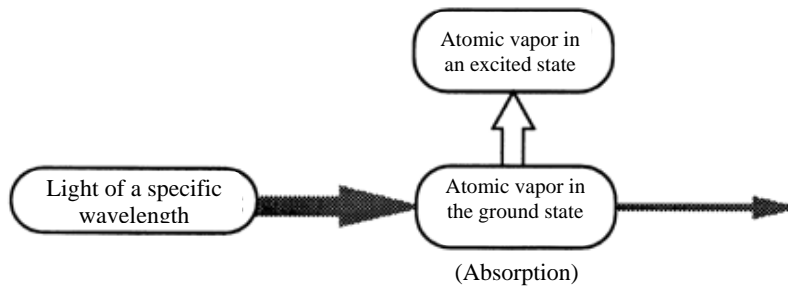 Atomic vapor in
an excited state
Light of a specific
wavelength
Atomic vapor in
the ground state
(Absorption)